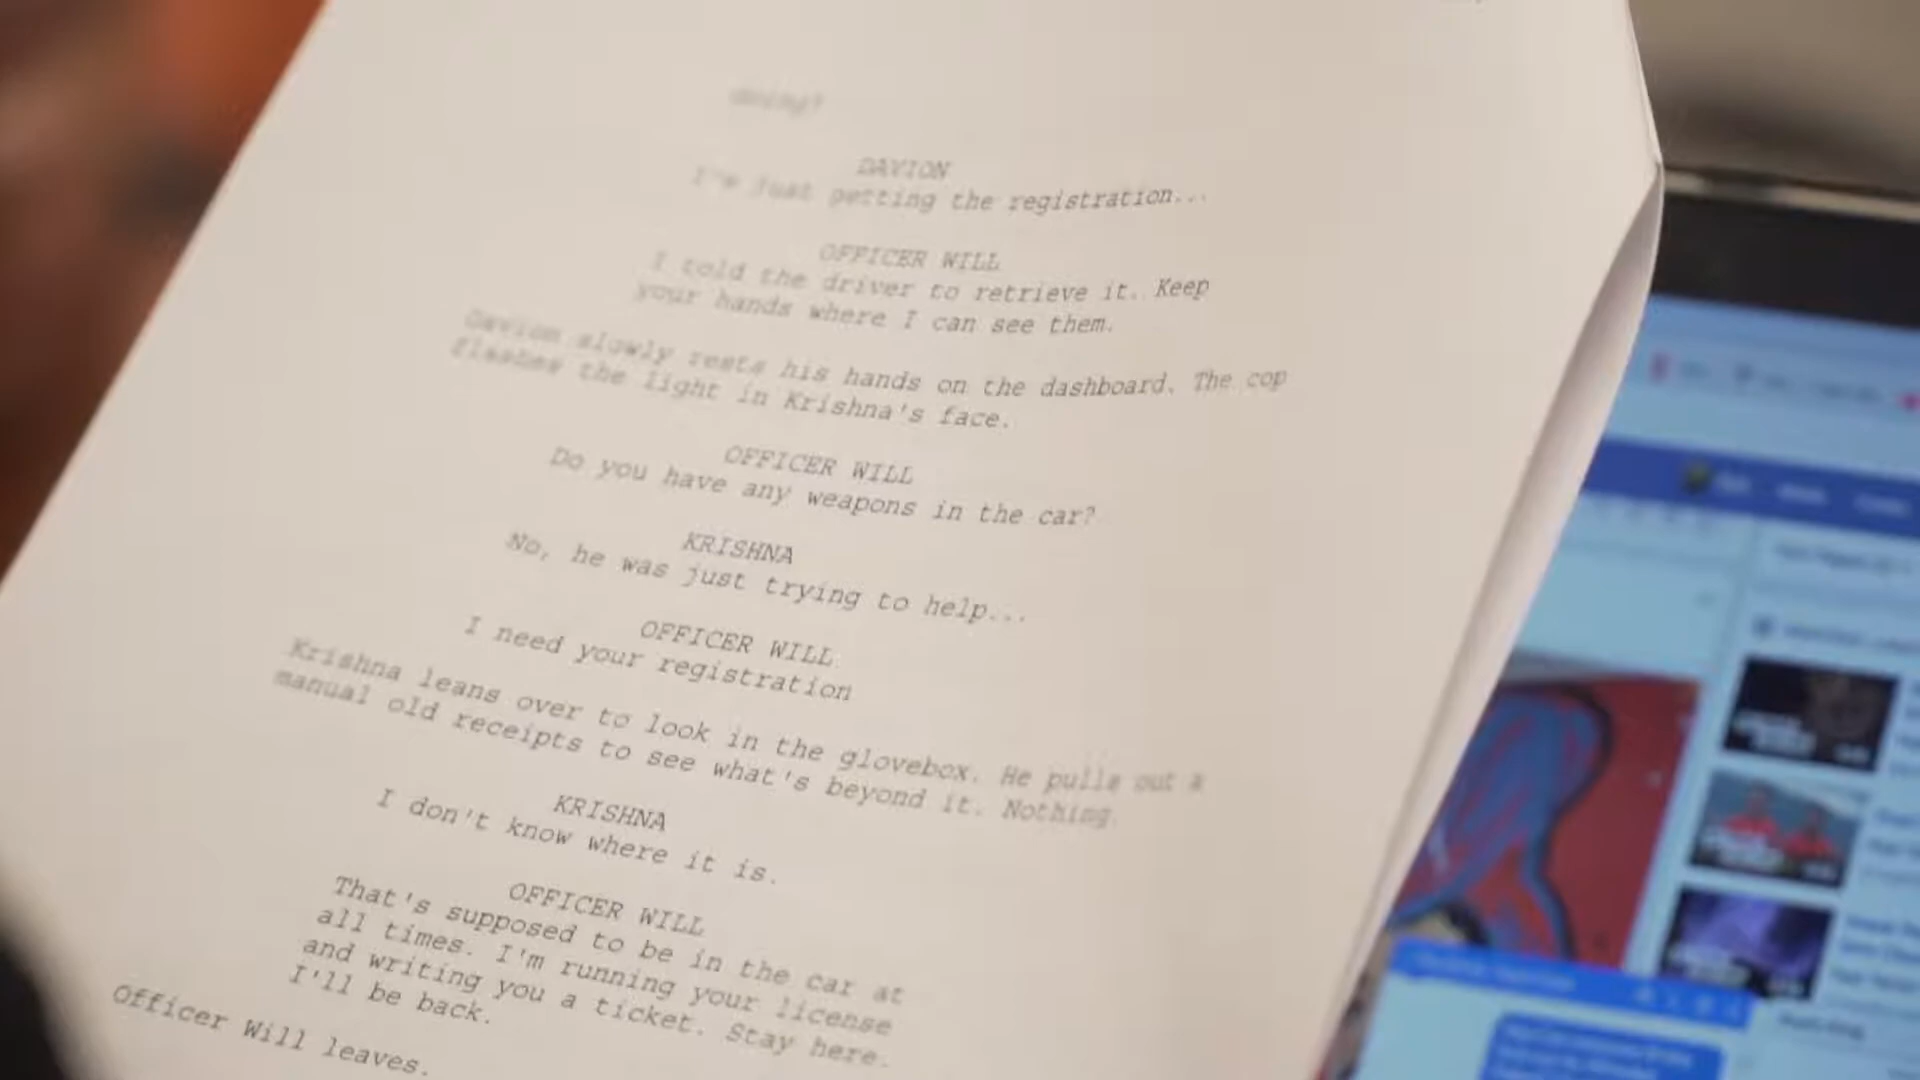 doing?
DAVION
I'm just getting the registration...
OFFICER WILL
I told the driver to retrieve it. Keep
your hands where I can see them.
Davion slowly rests his hands on the dashboard. The cop
flashes the light in Krishna's face.
OFFICER WILL
Do you have any weapons in the car?
KRISHNA
No, he was just trying to help...
OFFICER WILL
I need your registration
Krishna leans over to look in the glovebox. He pulls out a
manual old receipts to see what's beyond it. Nothing.
KRISHNA
I don't know where it is.
OFFICER WILL
That's supposed to be in the car at
all times. I'm running your license
and writing you a ticket. Stay here.
I'll be back.
Officer Will leaves.